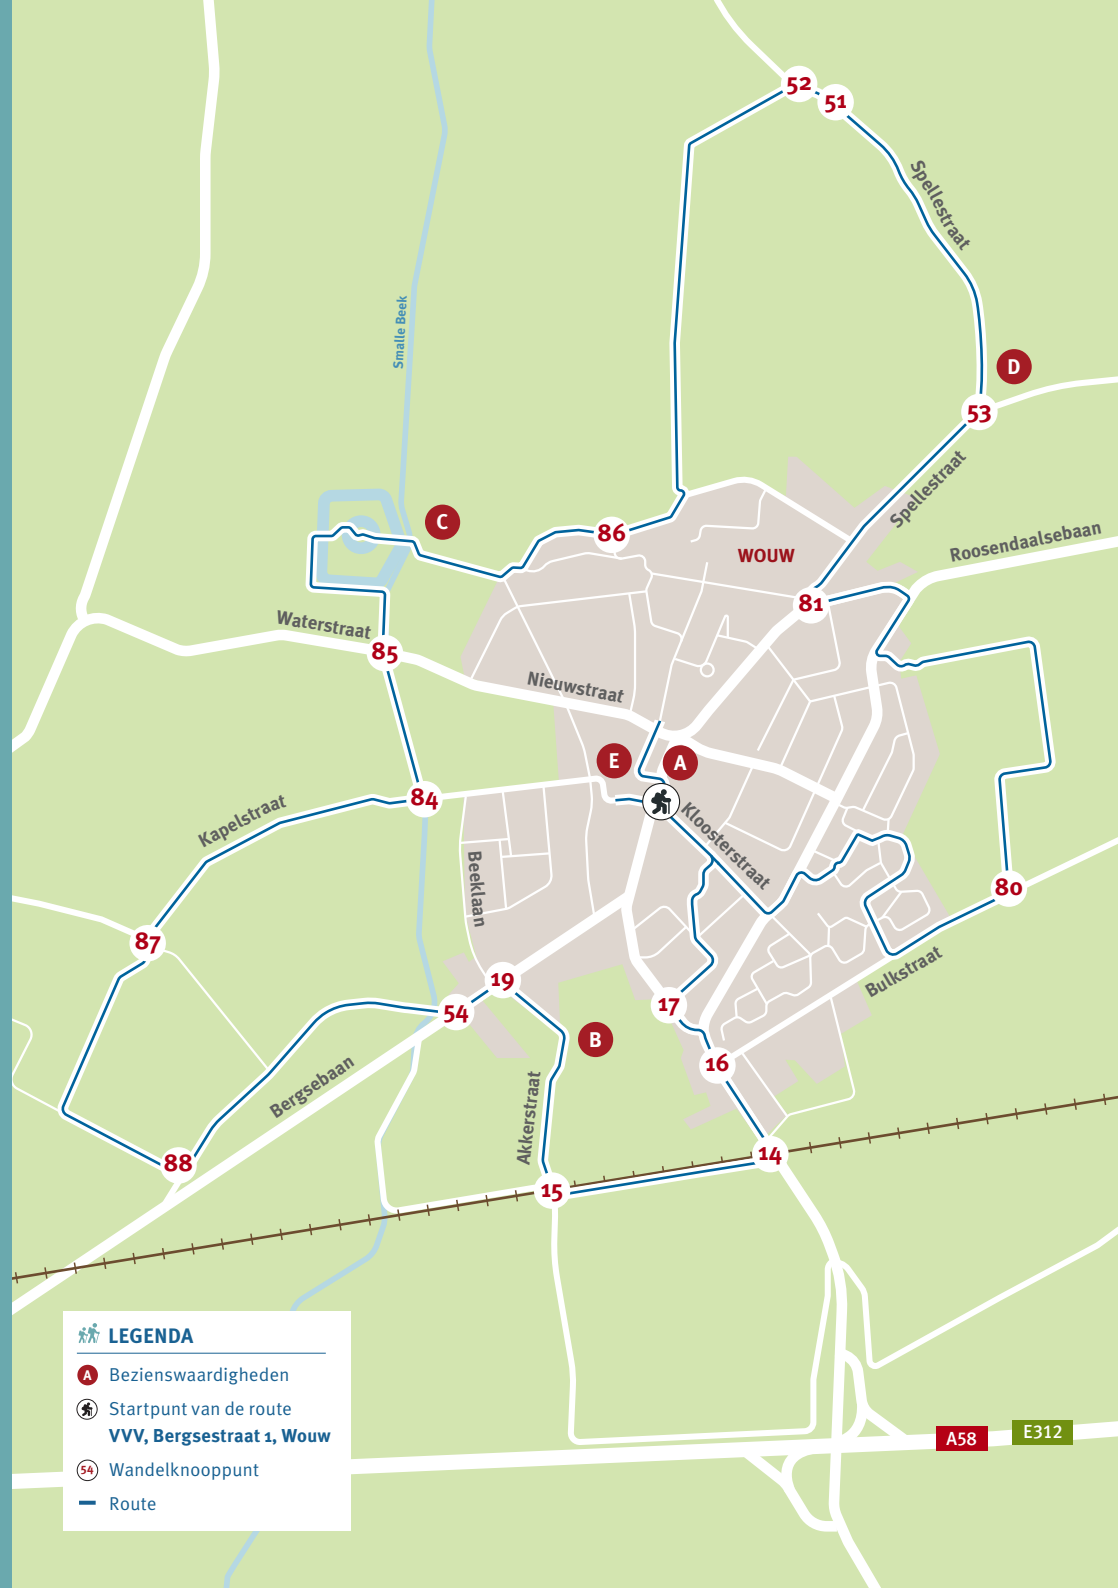 52
51
Spellestraat
Smalle Beek
D
53
Spellestraat
C
86
WOUW
Roosendaalsebaan
81
Waterstraat
85
Nieuwstraat
E
A
84
Kapelstraat
Kloosterstraat
Beeklaan
80
87
Bulkstraat
19
17
54
B
16
Bergsebaan
Akkerstraat
14
88
15
LEGENDA
A Bezienswaardigheden
Startpunt van de route
VVV, Bergsestraat 1, Wouw
54 Wandelknooppunt
Route
A58
E312